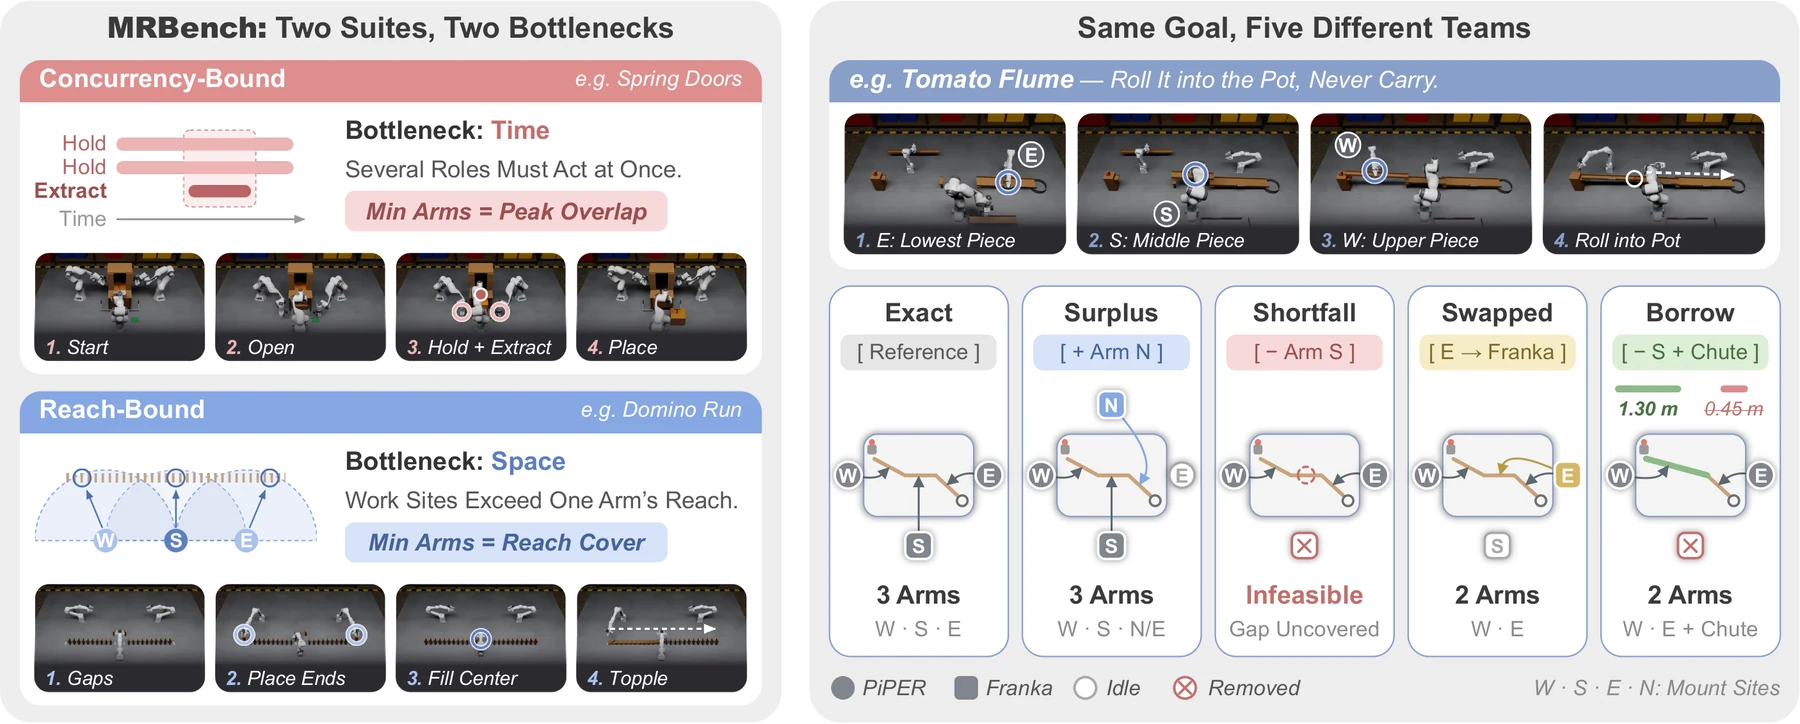 MRBench: Two Suites, Two Bottlenecks
Concurrency-Bound
e.g. Spring Doors
Hold
Hold
Extract
Time
Bottleneck: Time
Several Roles Must Act at Once.
Min Arms = Peak Overlap
1. Start
2. Open
3. Hold + Extract
4. Place
Reach-Bound
e.g. Domino Run
W
S
E
Bottleneck: Space
Work Sites Exceed One Arm's Reach.
Min Arms = Reach Cover
1. Gaps
2. Place Ends
3. Fill Center
4. Topple
Same Goal, Five Different Teams
e.g. Tomato Flume — Roll It into the Pot, Never Carry.
E
1. E: Lowest Piece
S
2. S: Middle Piece
W
3. W: Upper Piece
4. Roll into Pot
Exact
[ Reference ]
W
E
S
3 Arms
W · S · E
Surplus
[ + Arm N ]
N
W
E
S
3 Arms
W · S · N/E
Shortfall
[ − Arm S ]
W
E
Infeasible
Gap Uncovered
Swapped
[ E → Franka ]
W
E
S
2 Arms
W · E
Borrow
[ − S + Chute ]
1.30 m
0.45 m
W
E
2 Arms
W · E + Chute
PiPER
Franka
Idle
Removed
W · S · E · N: Mount Sites